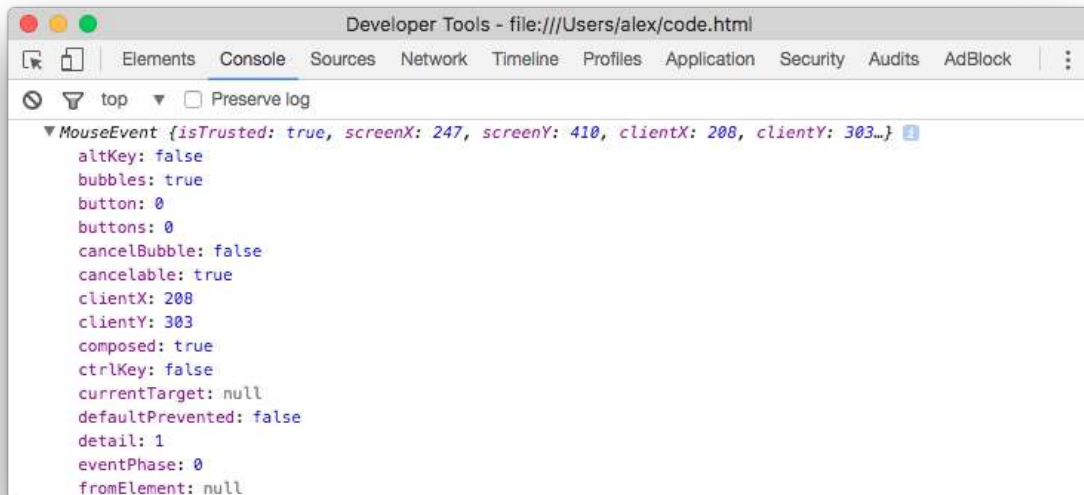 Developer Tools - file:///Users/alex/code.html
Elements Console Sources Network Timeline Profiles Application Security Audits AdBlock
top ▼ Preserve log
▼MouseEvent {isTrusted: true, screenX: 247, screenY: 410, clientX: 208, clientY: 303…} i
altKey: false
bubbles: true
button: 0
buttons: 0
cancelBubble: false
cancelable: true
clientX: 208
clientY: 303
composed: true
ctrlKey: false
currentTarget: null
defaultPrevented: false
detail: 1
eventPhase: 0
fromElement: null